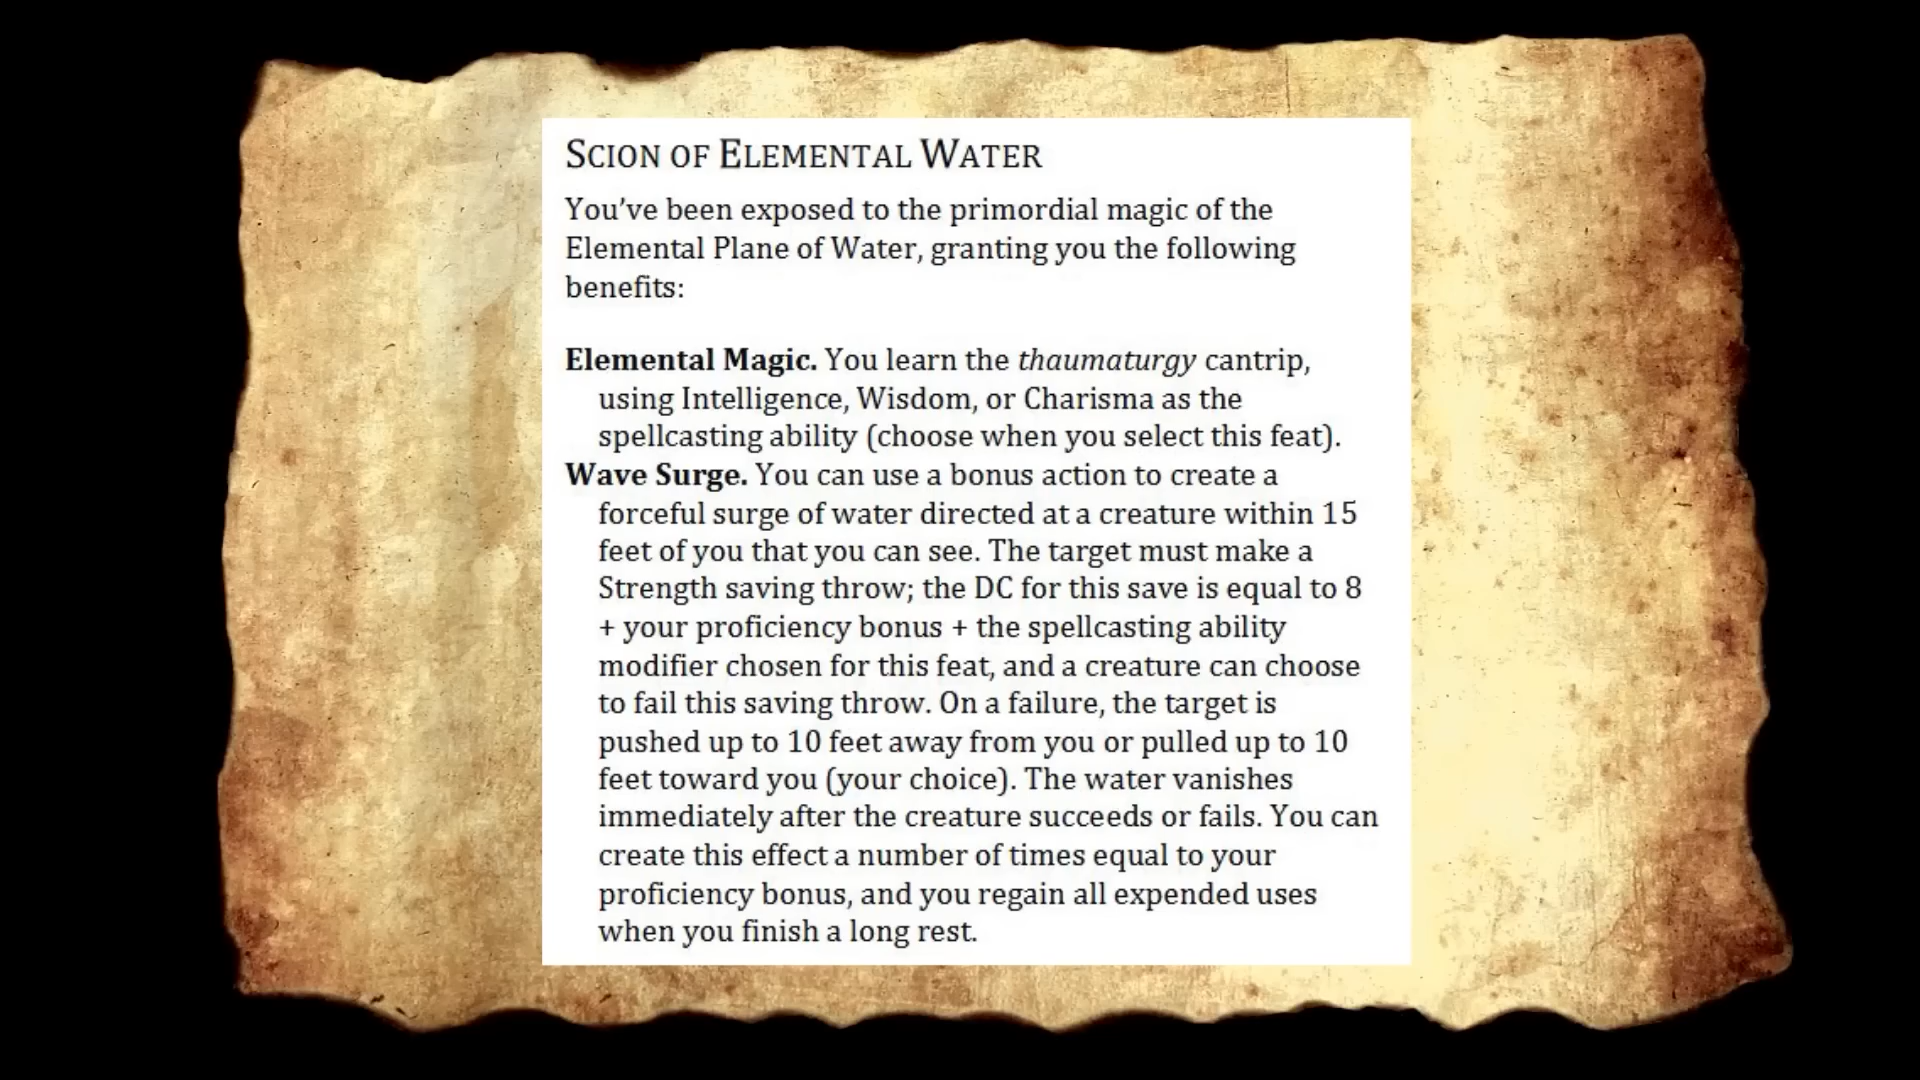 SCION OF ELEMENTAL WATER
You’ve been exposed to the primordial magic of the
Elemental Plane of Water, granting you the following
benefits:
Elemental Magic. You learn the thaumaturgy cantrip,
using Intelligence, Wisdom, or Charisma as the
spellcasting ability (choose when you select this feat).
Wave Surge. You can use a bonus action to create a
forceful surge of water directed at a creature within 15
feet of you that you can see. The target must make a
Strength saving throw; the DC for this save is equal to 8
+ your proficiency bonus + the spellcasting ability
modifier chosen for this feat, and a creature can choose
to fail this saving throw. On a failure, the target is
pushed up to 10 feet away from you or pulled up to 10
feet toward you (your choice). The water vanishes
immediately after the creature succeeds or fails. You can
create this effect a number of times equal to your
proficiency bonus, and you regain all expended uses
when you finish a long rest.